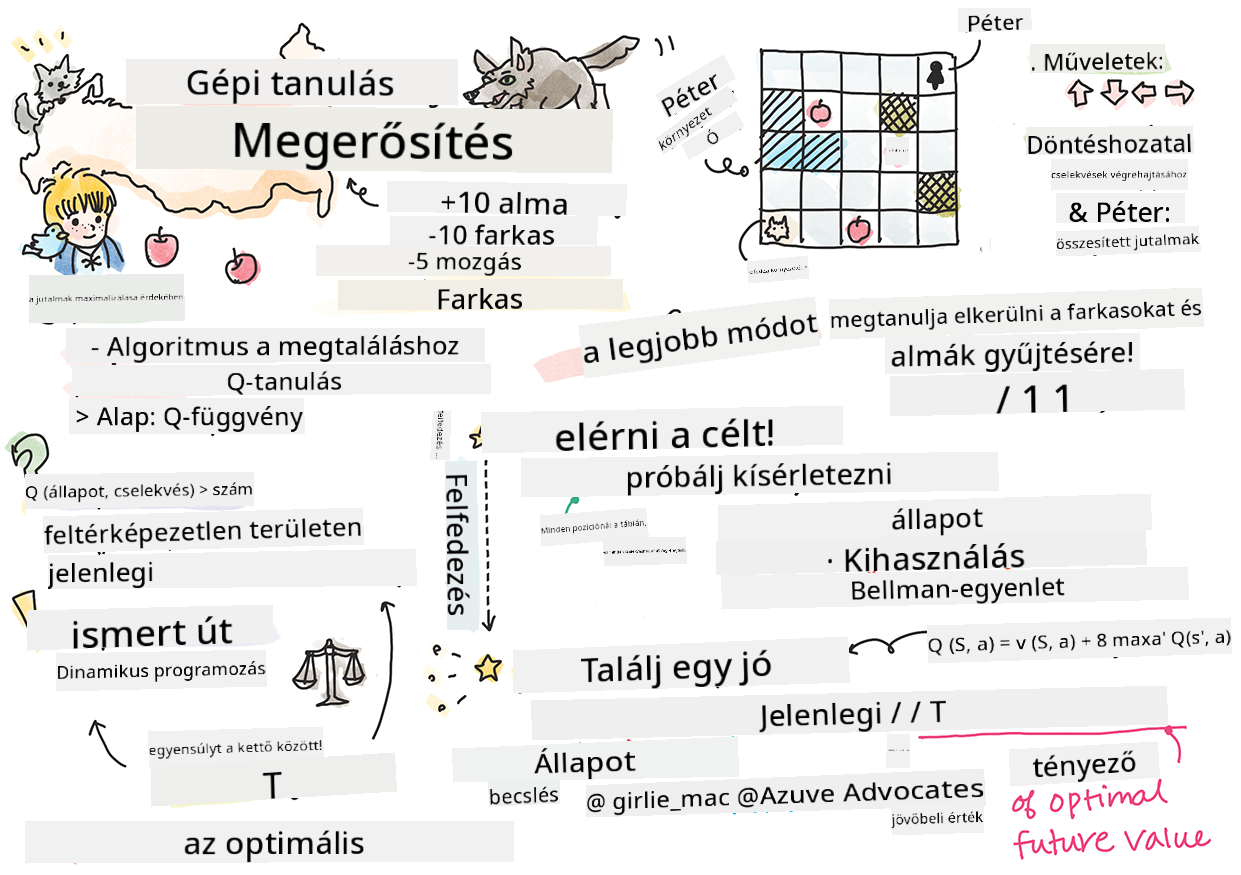 Gépi tanulás
Megerősítés
+10 alma
-10 farkas
-5 mozgás
Farkas
a jutalmak maximalizálása érdekében
Péter
környezet
Ó
Péter
. Műveletek:
Döntéshozatal
cselekvések végrehajtásához
& Péter:
összesített jutalmak
- Algoritmus a megtaláláshoz
Q-tanulás
> Alap: Q-függvény
a legjobb módot
megtanulja elkerülni a farkasokat és
almák gyűjtésére!
/ 1 1
elérni a célt!
próbálj kísérletezni
Felfedezés
felfedezés ...
Q (állapot, cselekvés) > szám
feltérképezetlen területen
jelenlegi
ismert út
Dinamikus programozás
egyensúlyt a kettő között!
T
az optimális
Minden pozíciónál a táblán,
állapot
· Kihasználás
Bellman-egyenlet
Q (S, a) = v (S, a) + 8 maxa' Q(s', a)
Találj egy jó
Jelenlegi / / T
Állapot
becslés
@ girlie_mac @Azuve Advocates
jövőbeli érték
tényező
of optimal
future value